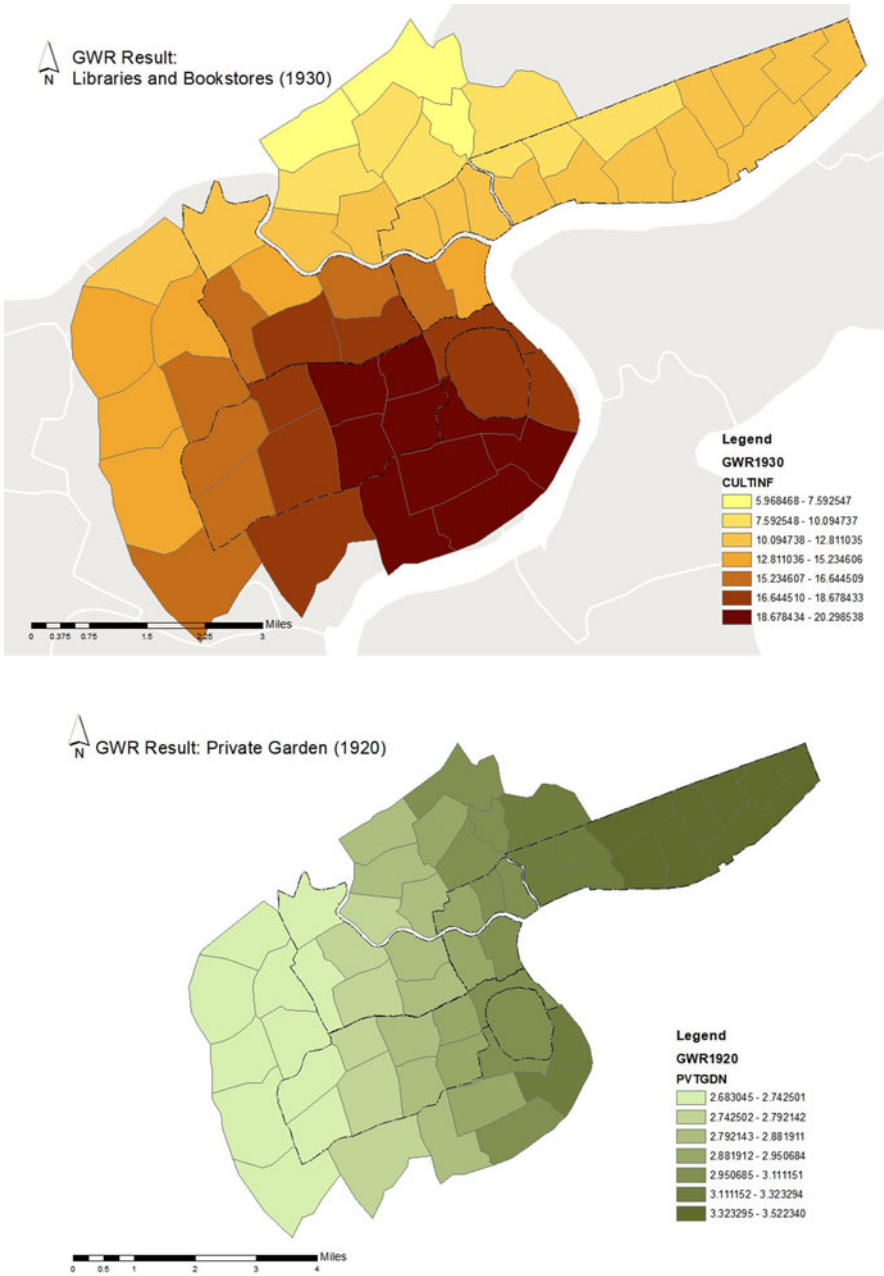 N
GWR Result:
Libraries and Bookstores (1930)
Legend
GWR1930
CULTINF
5.968468 - 7.592547
7.592548 - 10.094737
10.094738 - 12.811035
12.811036 - 15.234606
15.234607 - 16.644509
16.644510 - 18.678433
18.678434 - 20.298538
Miles
0 0.375 0.75 1.5 2.25 3
N
GWR Result: Private Garden (1920)
Legend
GWR1920
PVTGDN
2.683045 - 2.742501
2.742502 - 2.792142
2.792143 - 2.881911
2.881912 - 2.950684
2.950685 - 3.111151
3.111152 - 3.323294
3.323295 - 3.522340
Miles
0 0.5 1 2 3 4